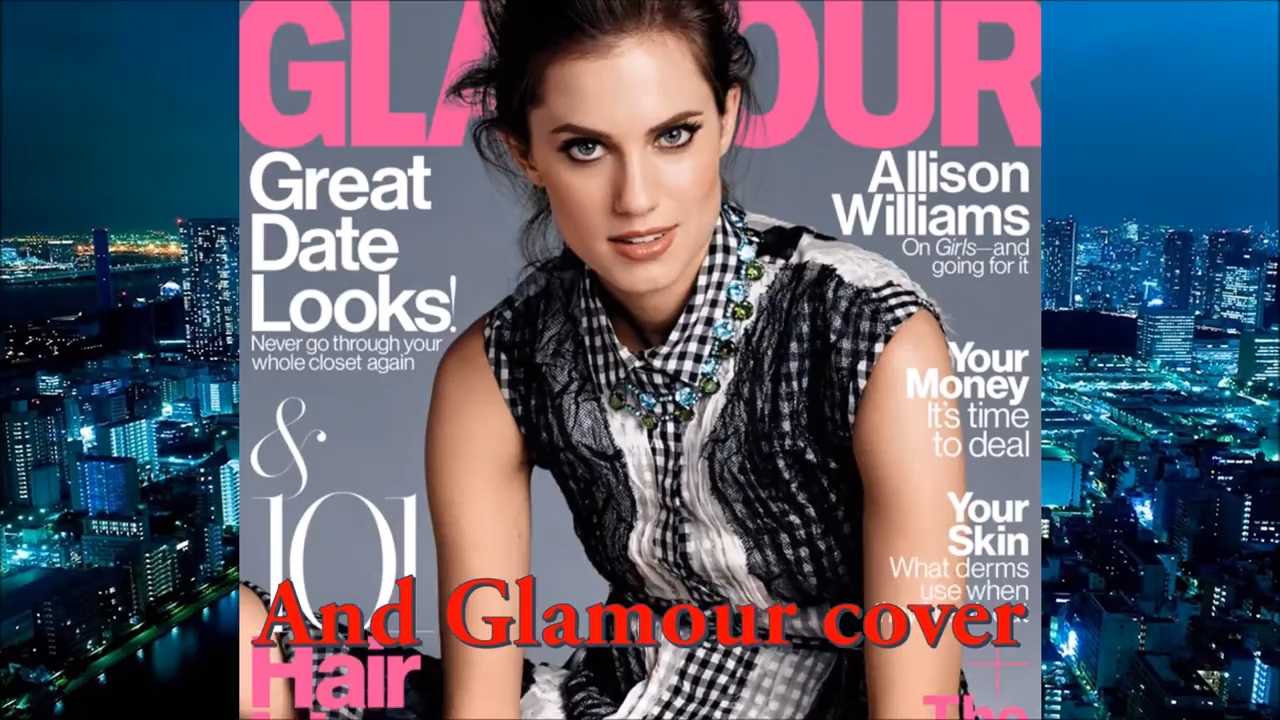 GLAMOUR
Great
Date
Looks!
Never go through your
whole closet again
&
101
Hair
Allison
Williams
On Girls—and
going for it
Your
Money
It's time
to deal
Your
Skin
What derms
use when
+
The
And Glamour cover